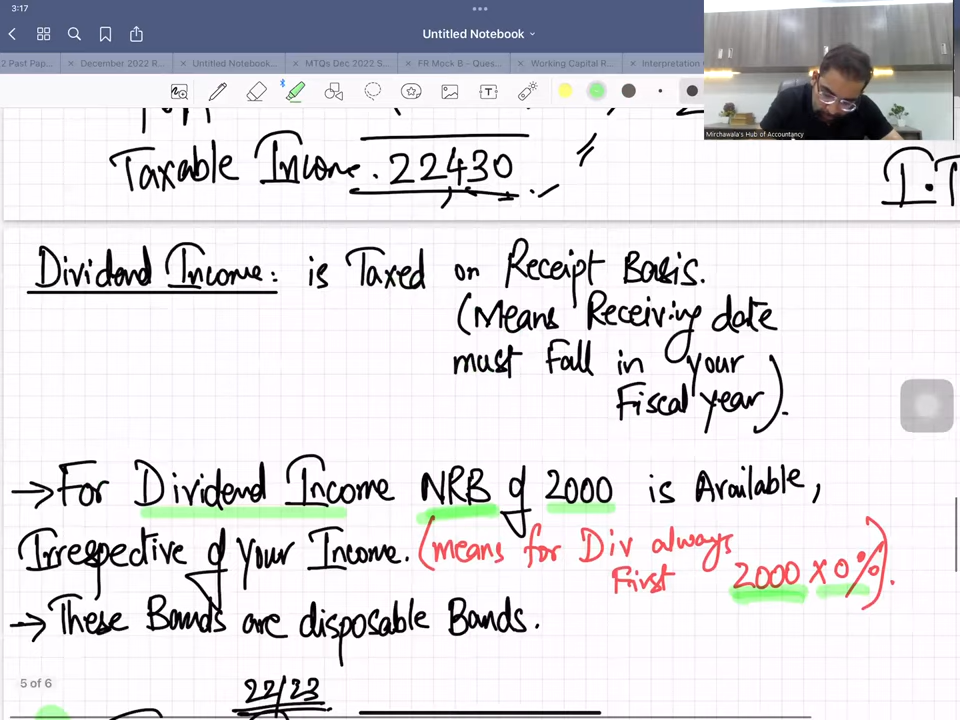 3:17
Untitled Notebook
2 Past Pap...
December 2022 R...
Untitled Notebook...
MTQs Dec 2022 S...
FR Mock B - Ques...
Working Capital R...
Interpretation
Mirchawala's Hub of Accountancy
Taxable Income. 22430
I.T
Dividend Income: is Taxed on Receipt Basis.
(Means Receiving date
must Fall in your
Fiscal year).
→ For Dividend Income NRB of 2000 is Available,
Irrespective of your Income. (means for Div always
First 2000 x 0%).
→ These Bands are disposable Bands.
5 of 6
22/23